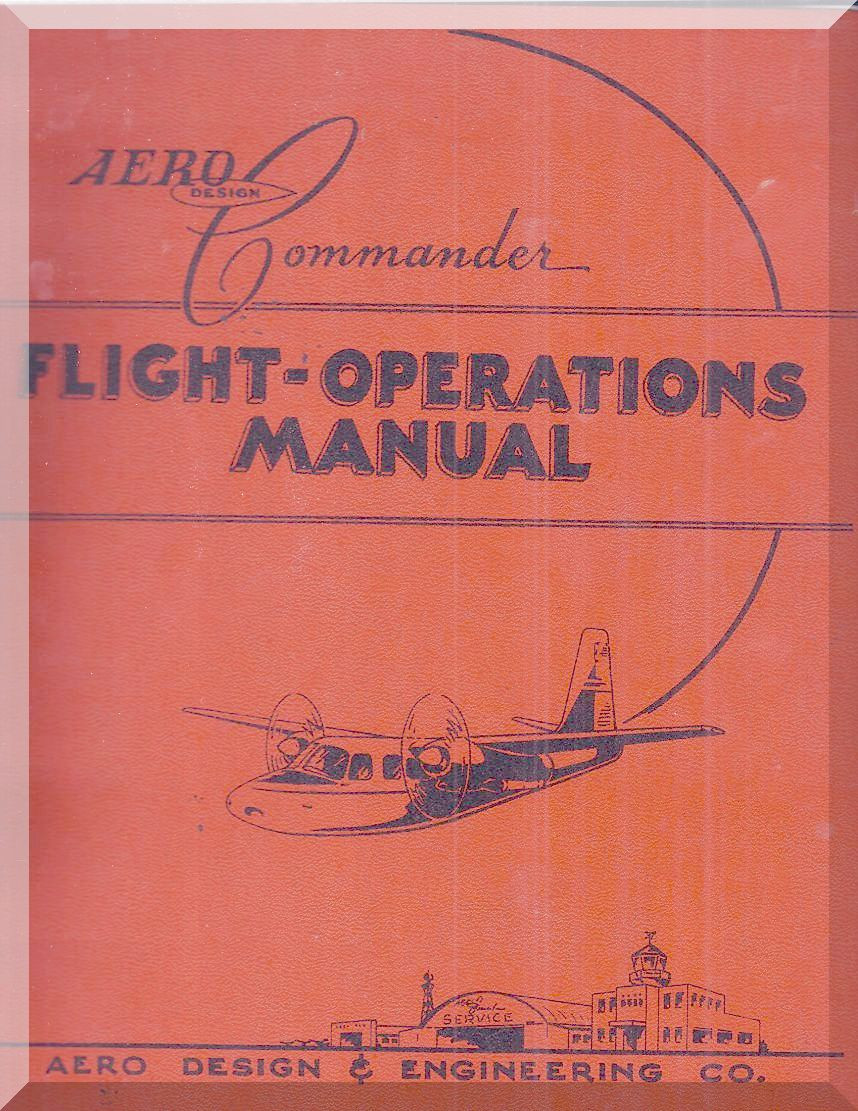 AERO
DESIGN
Commander
FLIGHT-OPERATIONS
MANUAL
SERVICE
AERO DESIGN & ENGINEERING CO.